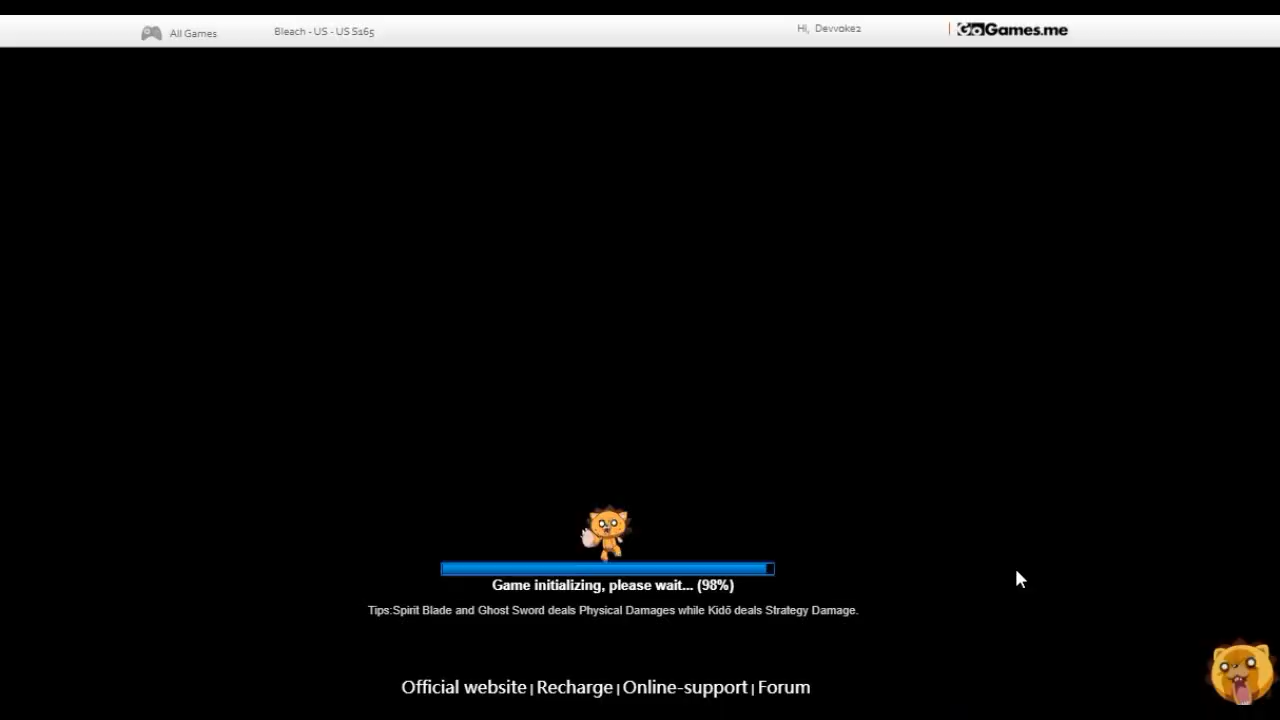 All Games
Bleach - US - US S165
Hi, Devvoke2
GoGames.me
Game initializing, please wait... (98%)
Tips:Spirit Blade and Ghost Sword deals Physical Damages while Kidō deals Strategy Damage.
Official website | Recharge | Online-support | Forum